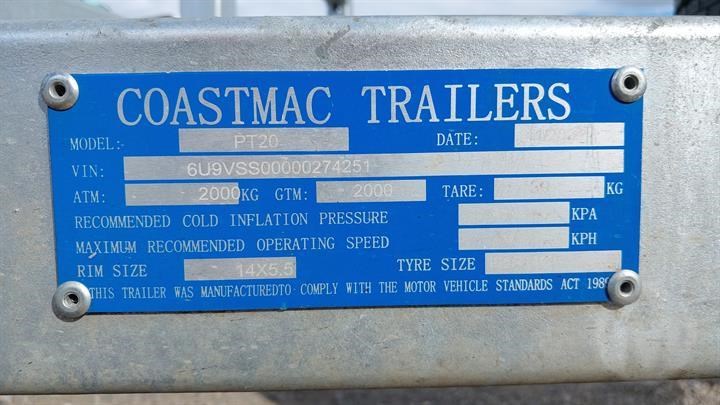 COASTMAC TRAILERS
MODEL: PT20 DATE:
VIN: 6U9VSS00000274251
ATM: 2000KG GTM: 2000 TARE: KG
RECOMMENDED COLD INFLATION PRESSURE KPA
MAXIMUM RECOMMENDED OPERATING SPEED KPH
RIM SIZE 14X5.5 TYRE SIZE
THIS TRAILER WAS MANUFACTUREDTO COMPLY WITH THE MOTOR VEHICLE STANDARDS ACT